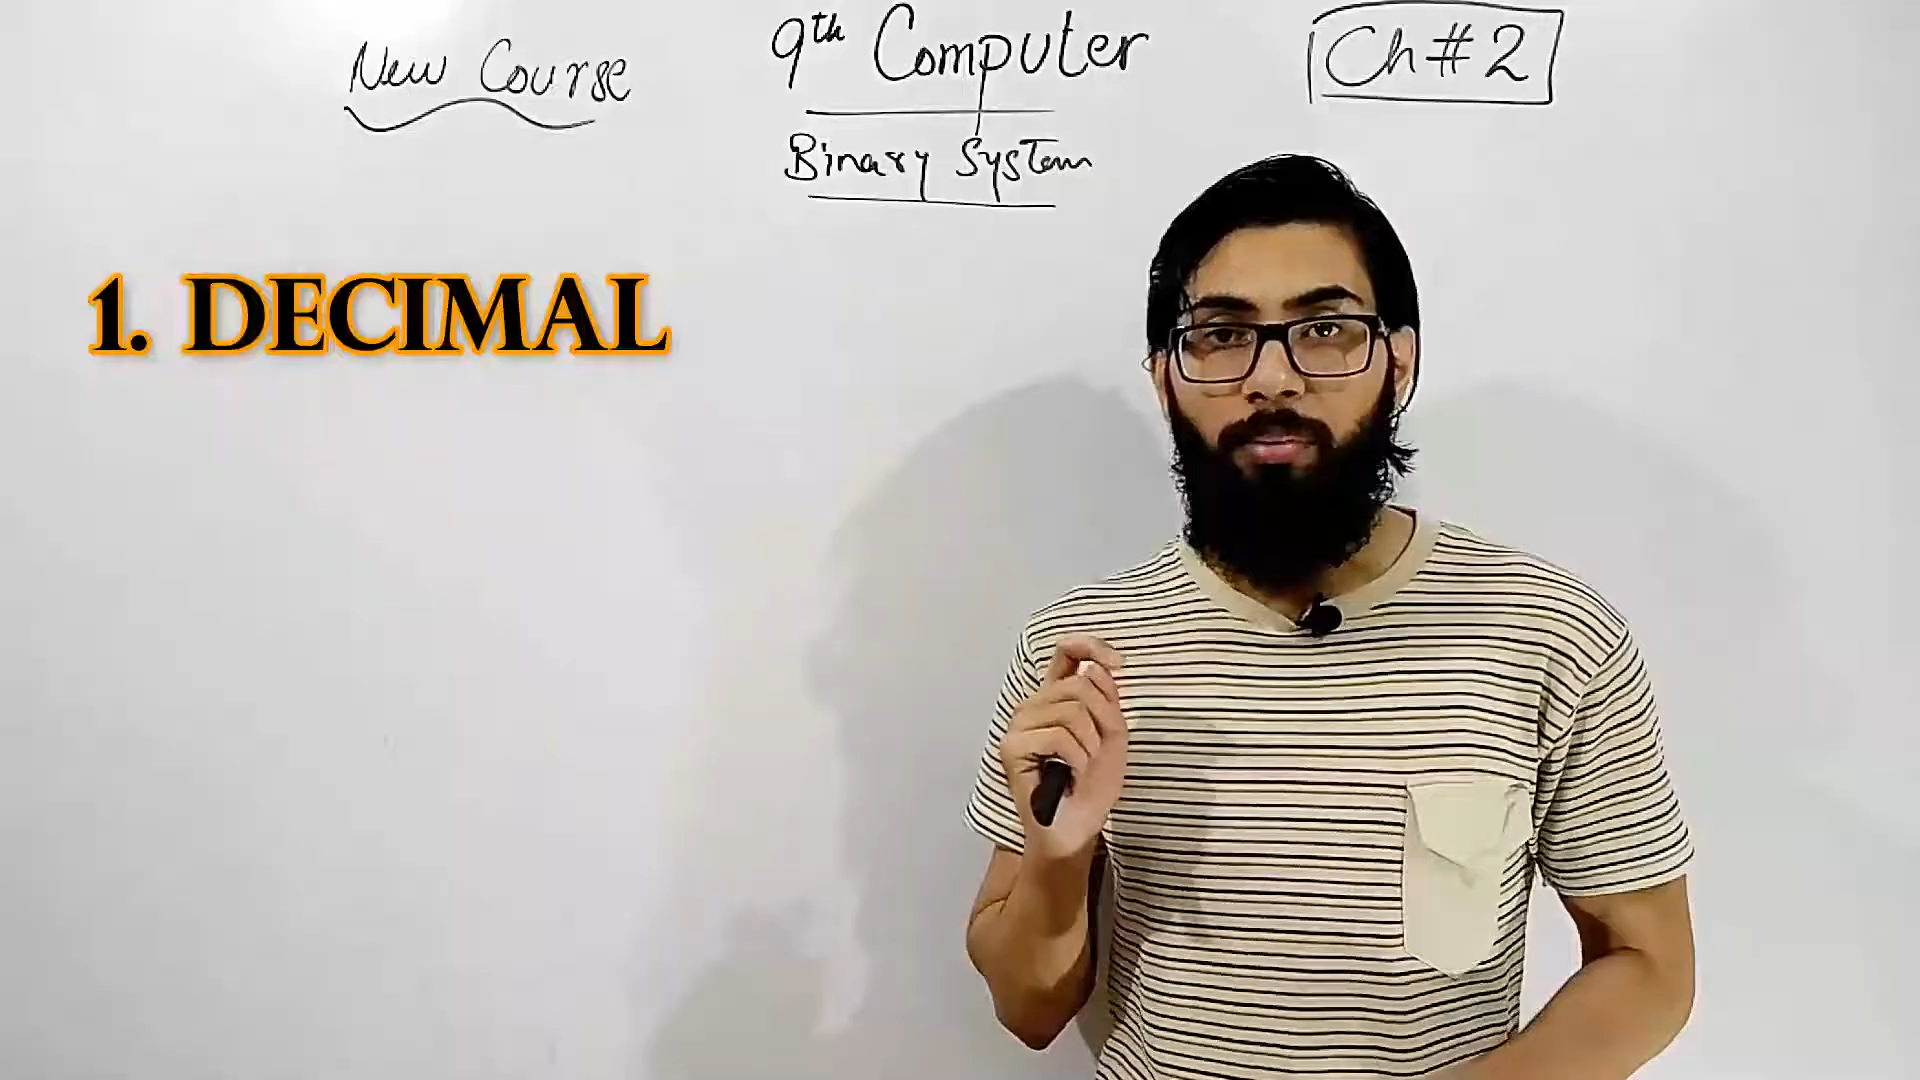 New Course
9th Computer
Ch # 2
Binary System
1. DECIMAL